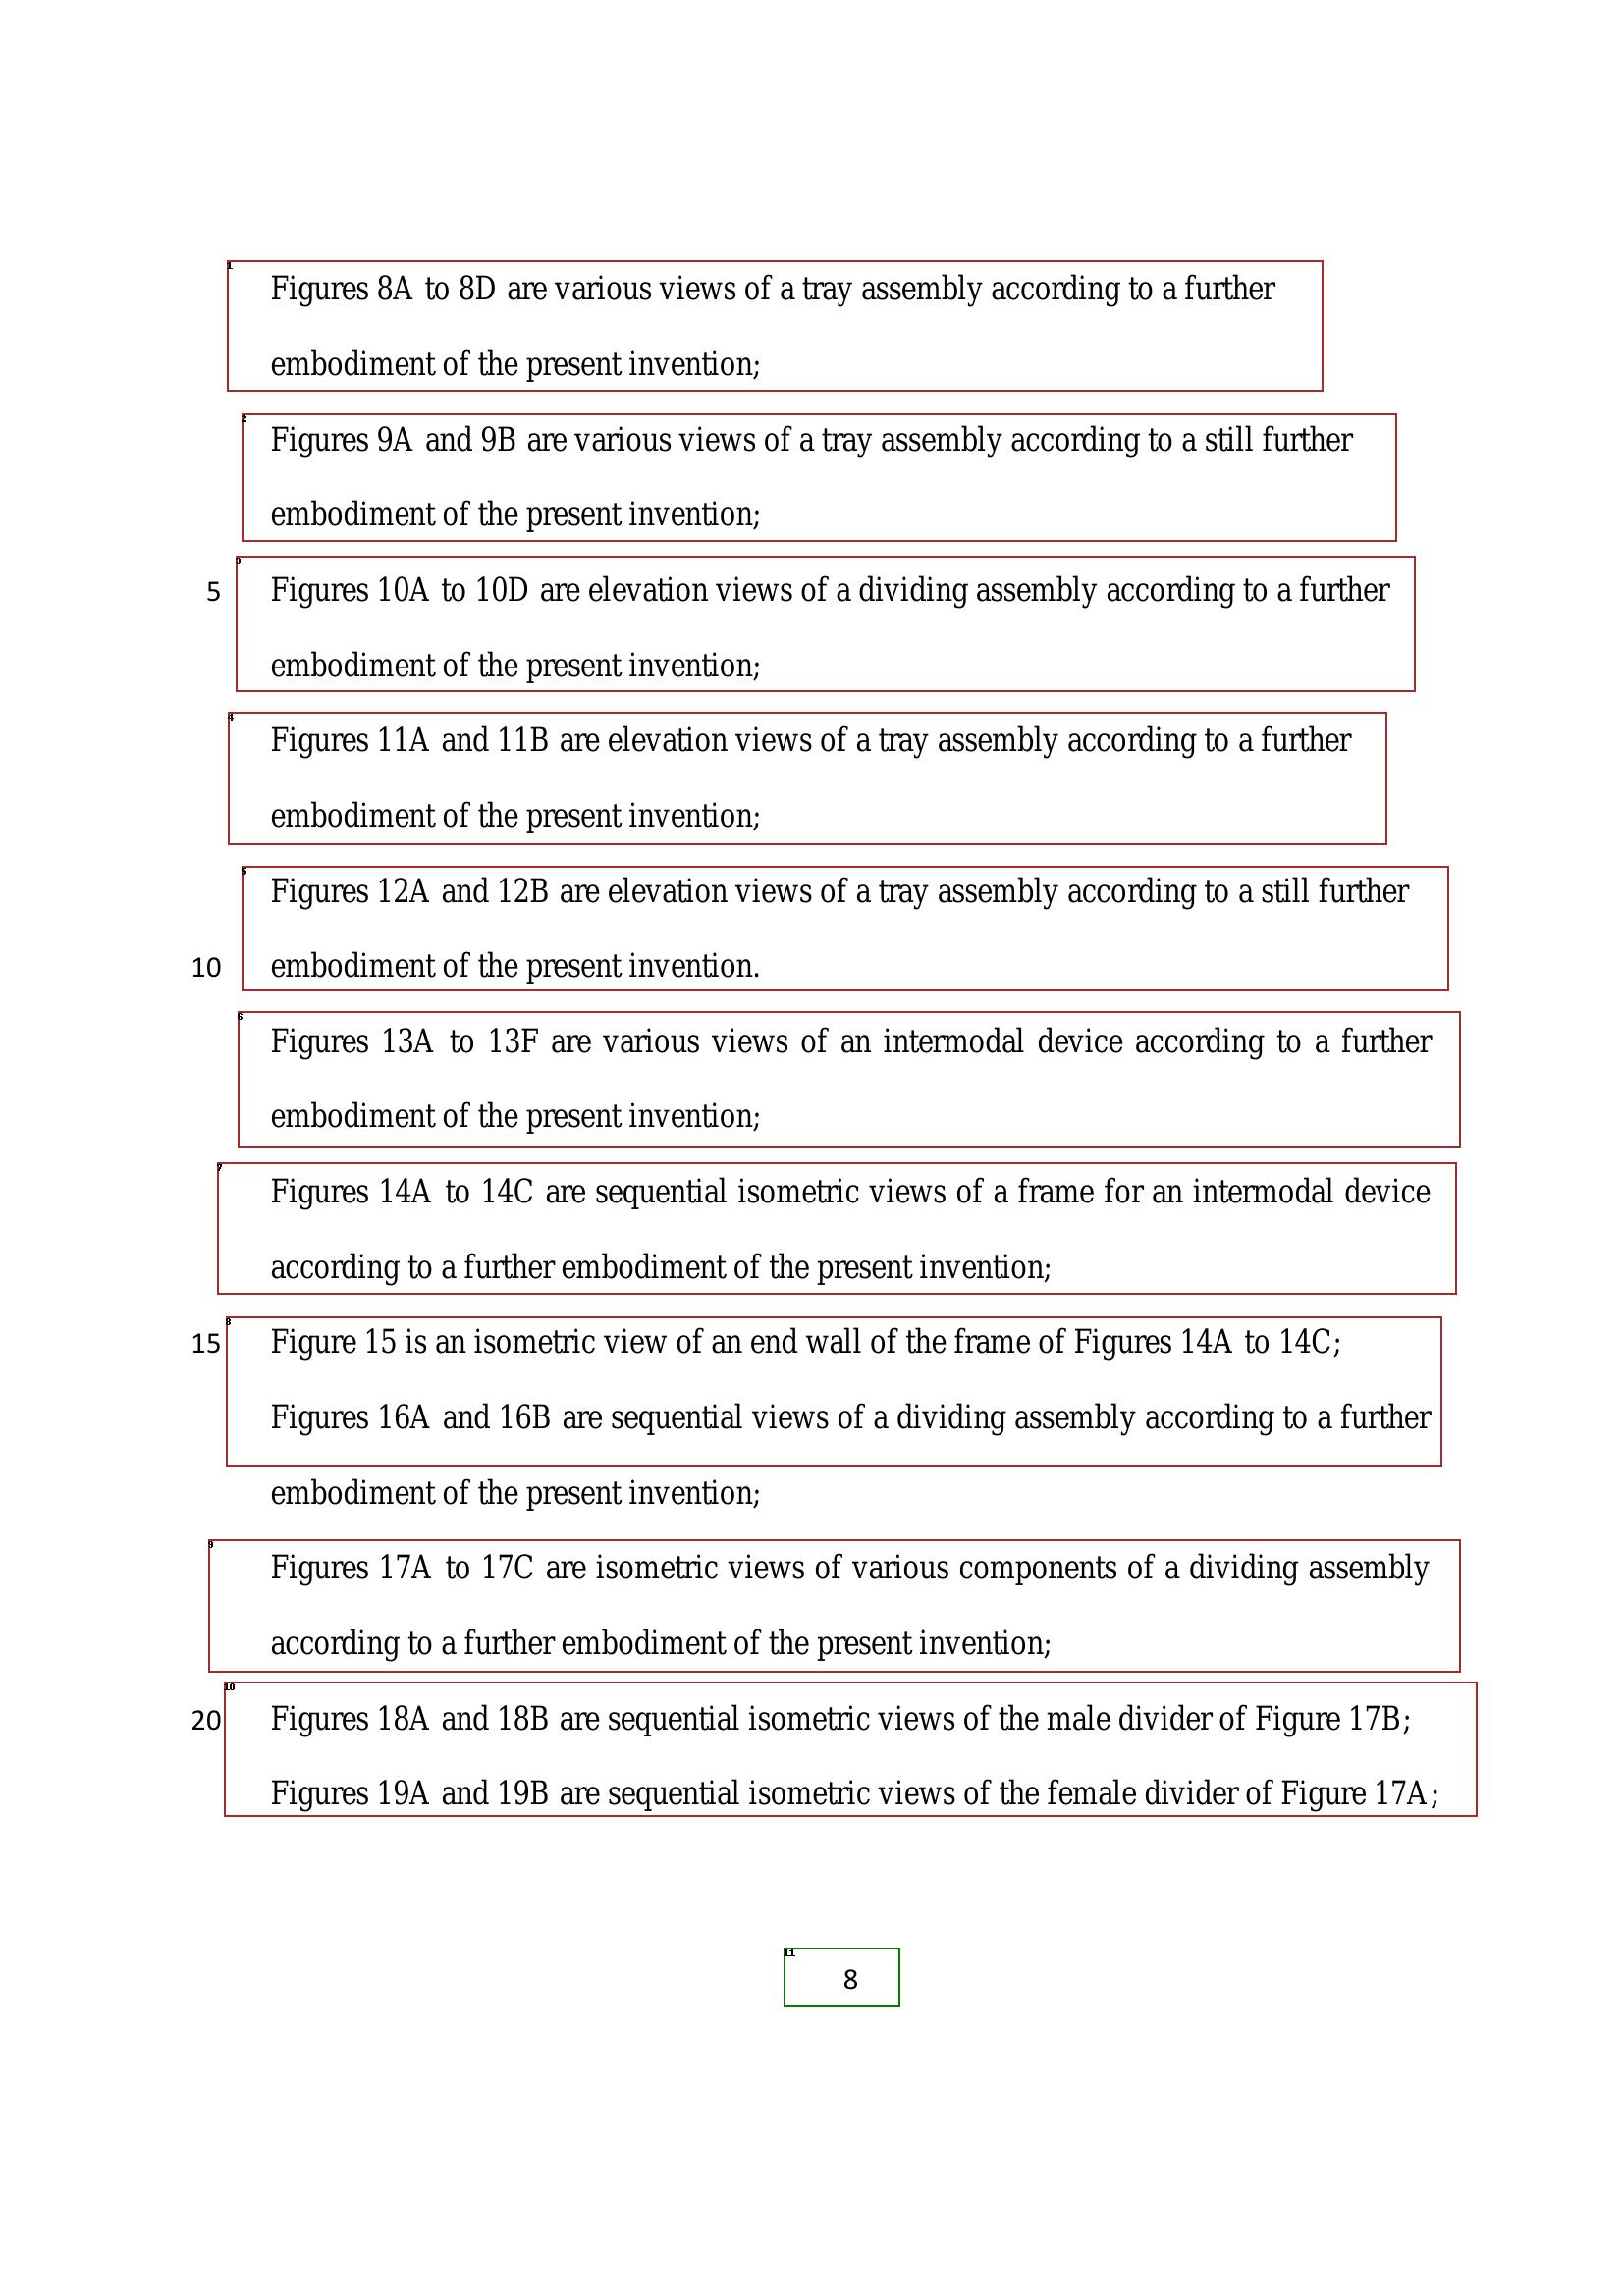 1
Figures 8A to 8D are various views of a tray assembly according to a further
embodiment of the present invention;
2
Figures 9A and 9B are various views of a tray assembly according to a still further
embodiment of the present invention;
3
5 Figures 10A to 10D are elevation views of a dividing assembly according to a further
embodiment of the present invention;
4
Figures 11A and 11B are elevation views of a tray assembly according to a further
embodiment of the present invention;
5
Figures 12A and 12B are elevation views of a tray assembly according to a still further
10 embodiment of the present invention.
6
Figures 13A to 13F are various views of an intermodal device according to a further
embodiment of the present invention;
7
Figures 14A to 14C are sequential isometric views of a frame for an intermodal device
according to a further embodiment of the present invention;
8
15 Figure 15 is an isometric view of an end wall of the frame of Figures 14A to 14C;
Figures 16A and 16B are sequential views of a dividing assembly according to a further
embodiment of the present invention;
9
Figures 17A to 17C are isometric views of various components of a dividing assembly
according to a further embodiment of the present invention;
10
20 Figures 18A and 18B are sequential isometric views of the male divider of Figure 17B;
Figures 19A and 19B are sequential isometric views of the female divider of Figure 17A;
11
8